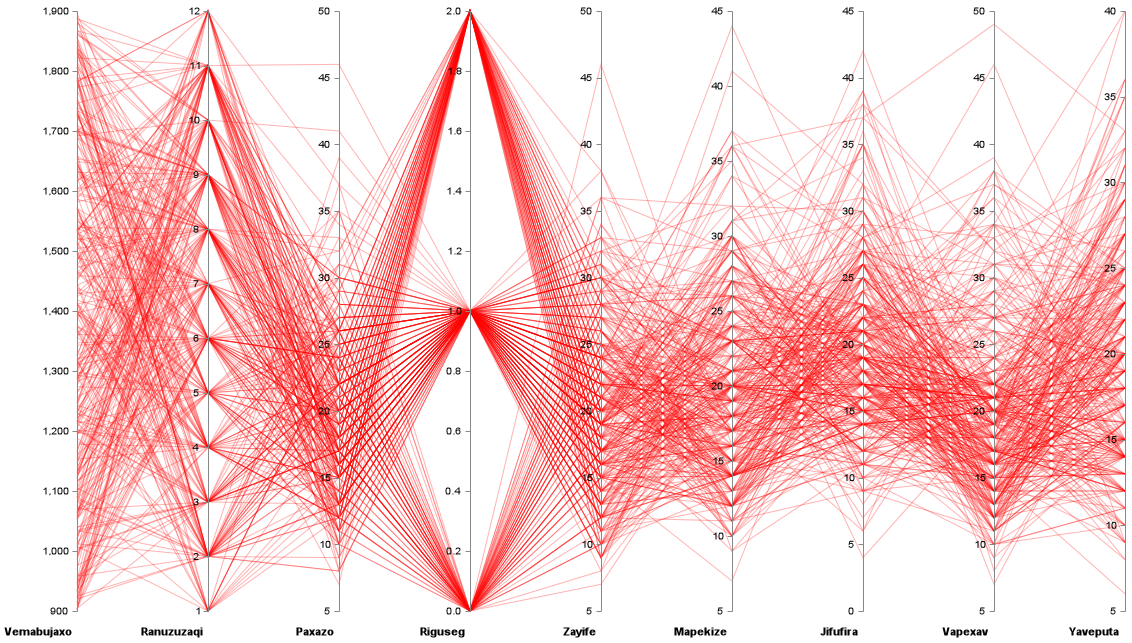 1,900 12 50 2.0 50 45 45 50 40
1,800 11 45 1.8 45 40 40 45 35
1,700 10 40 1.6 40 35 35 40 30
1,600 9 35 1.4 35 30 30 35 25
1,500 8 30 1.2 30 25 25 30 20
1,400 7 25 1.0 25 20 20 25 15
1,300 6 20 0.8 20 15 15 20 10
1,200 5 15 0.6 15 10 10 15
1,100 4 10 0.4 10 5 10
1,000 3 0.2
2
900 1 5 0.0 5 5 0 5 5
Vemabujaxo Ranuzuzaqi Paxazo Riguseg Zayife Mapekize Jifufira Vapexav Yaveputa